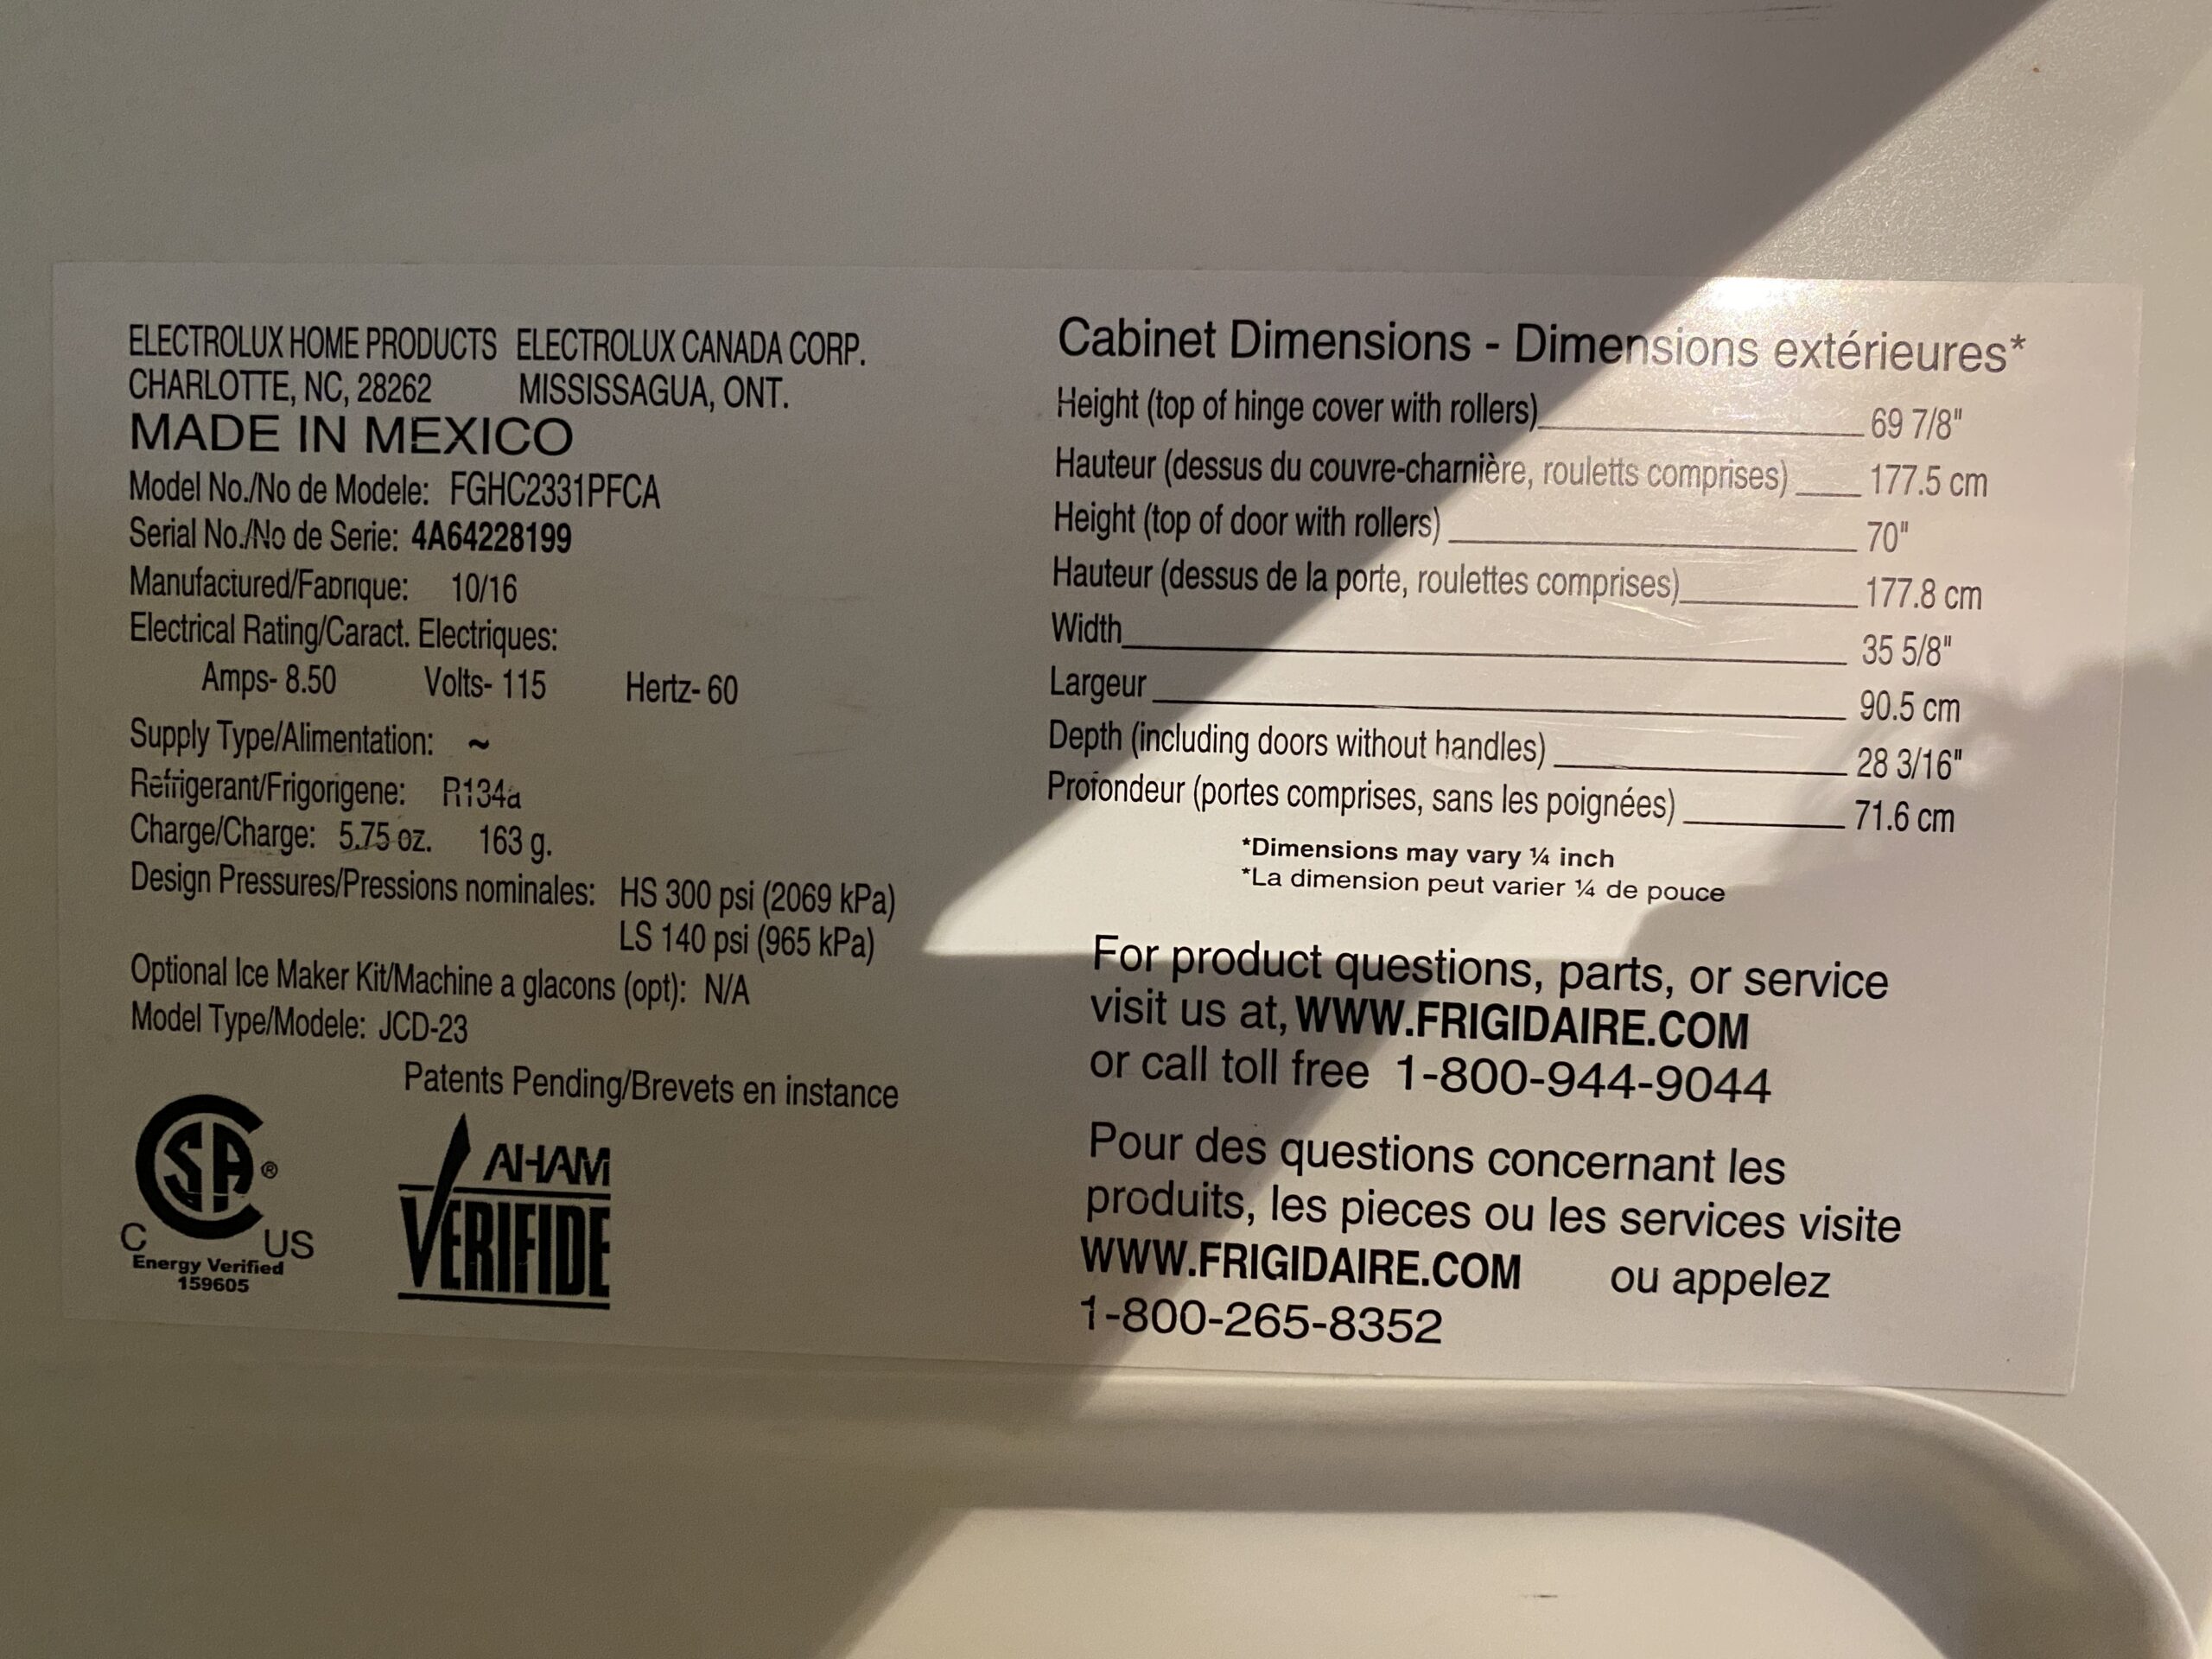 ELECTROLUX HOME PRODUCTS ELECTROLUX CANADA CORP.
CHARLOTTE, NC, 28262 MISSISSAGUA, ONT.
MADE IN MEXICO
Model No./No de Modele: FGHC2331PFCA
Serial No./No de Serie: 4A64228199
Manufactured/Fabrique: 10/16
Electrical Rating/Caract. Electriques:
Amps- 8.50 Volts- 115 Hertz- 60
Supply Type/Alimentation: ~
Refrigerant/Frigorigene: R134a
Charge/Charge: 5.75 oz. 163 g.
Design Pressures/Pressions nominales: HS 300 psi (2069 kPa)
LS 140 psi (965 kPa)
Optional Ice Maker Kit/Machine a glacons (opt): N/A
Model Type/Modele: JCD-23
Patents Pending/Brevets en instance
CSA®
C US
Energy Verified
159605
AHAM
VERIFIDE
Cabinet Dimensions - Dimensions extérieures*
Height (top of hinge cover with rollers) 69 7/8"
Hauteur (dessus du couvre-charnière, rouletts comprises) 177.5 cm
Height (top of door with rollers) 70"
Hauteur (dessus de la porte, roulettes comprises) 177.8 cm
Width 35 5/8"
Largeur 90.5 cm
Depth (including doors without handles) 28 3/16"
Profondeur (portes comprises, sans les poignées) 71.6 cm
*Dimensions may vary ¼ inch
*La dimension peut varier ¼ de pouce
For product questions, parts, or service
visit us at, WWW.FRIGIDAIRE.COM
or call toll free 1-800-944-9044
Pour des questions concernant les
produits, les pieces ou les services visite
WWW.FRIGIDAIRE.COM ou appelez
1-800-265-8352